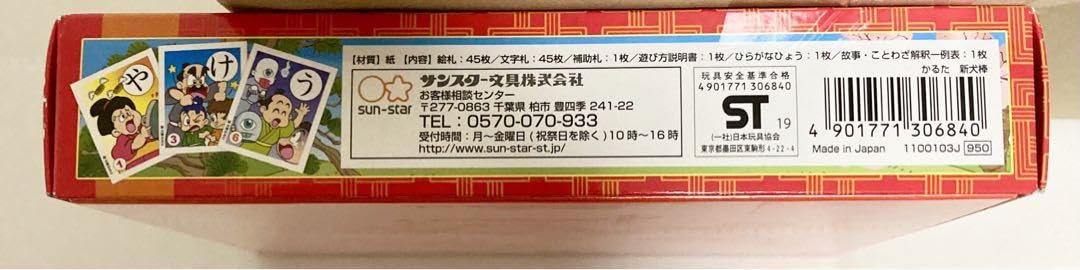 や
1
け
3
う
6
【材質】紙 【内容】絵札：45枚／文字札：45枚／補助札：1枚／遊び方説明書：1枚／ひらがなひょう：1枚／故事・ことわざ解釈一例表：1枚
sun-star
サンスター文具株式会社
お客様相談センター
〒277-0863 千葉県 柏市 豊四季 241-22
TEL：0570-070-933
受付時間：月～金曜日（祝祭日を除く）10時～16時
http://www.sun-star-st.jp/
玩具安全基準合格
4901771306840
ST
19
(一社)日本玩具協会
東京都墨田区東駒形4-22-4
かるた 新犬棒
4 901771 306840
Made in Japan 1100103J 950